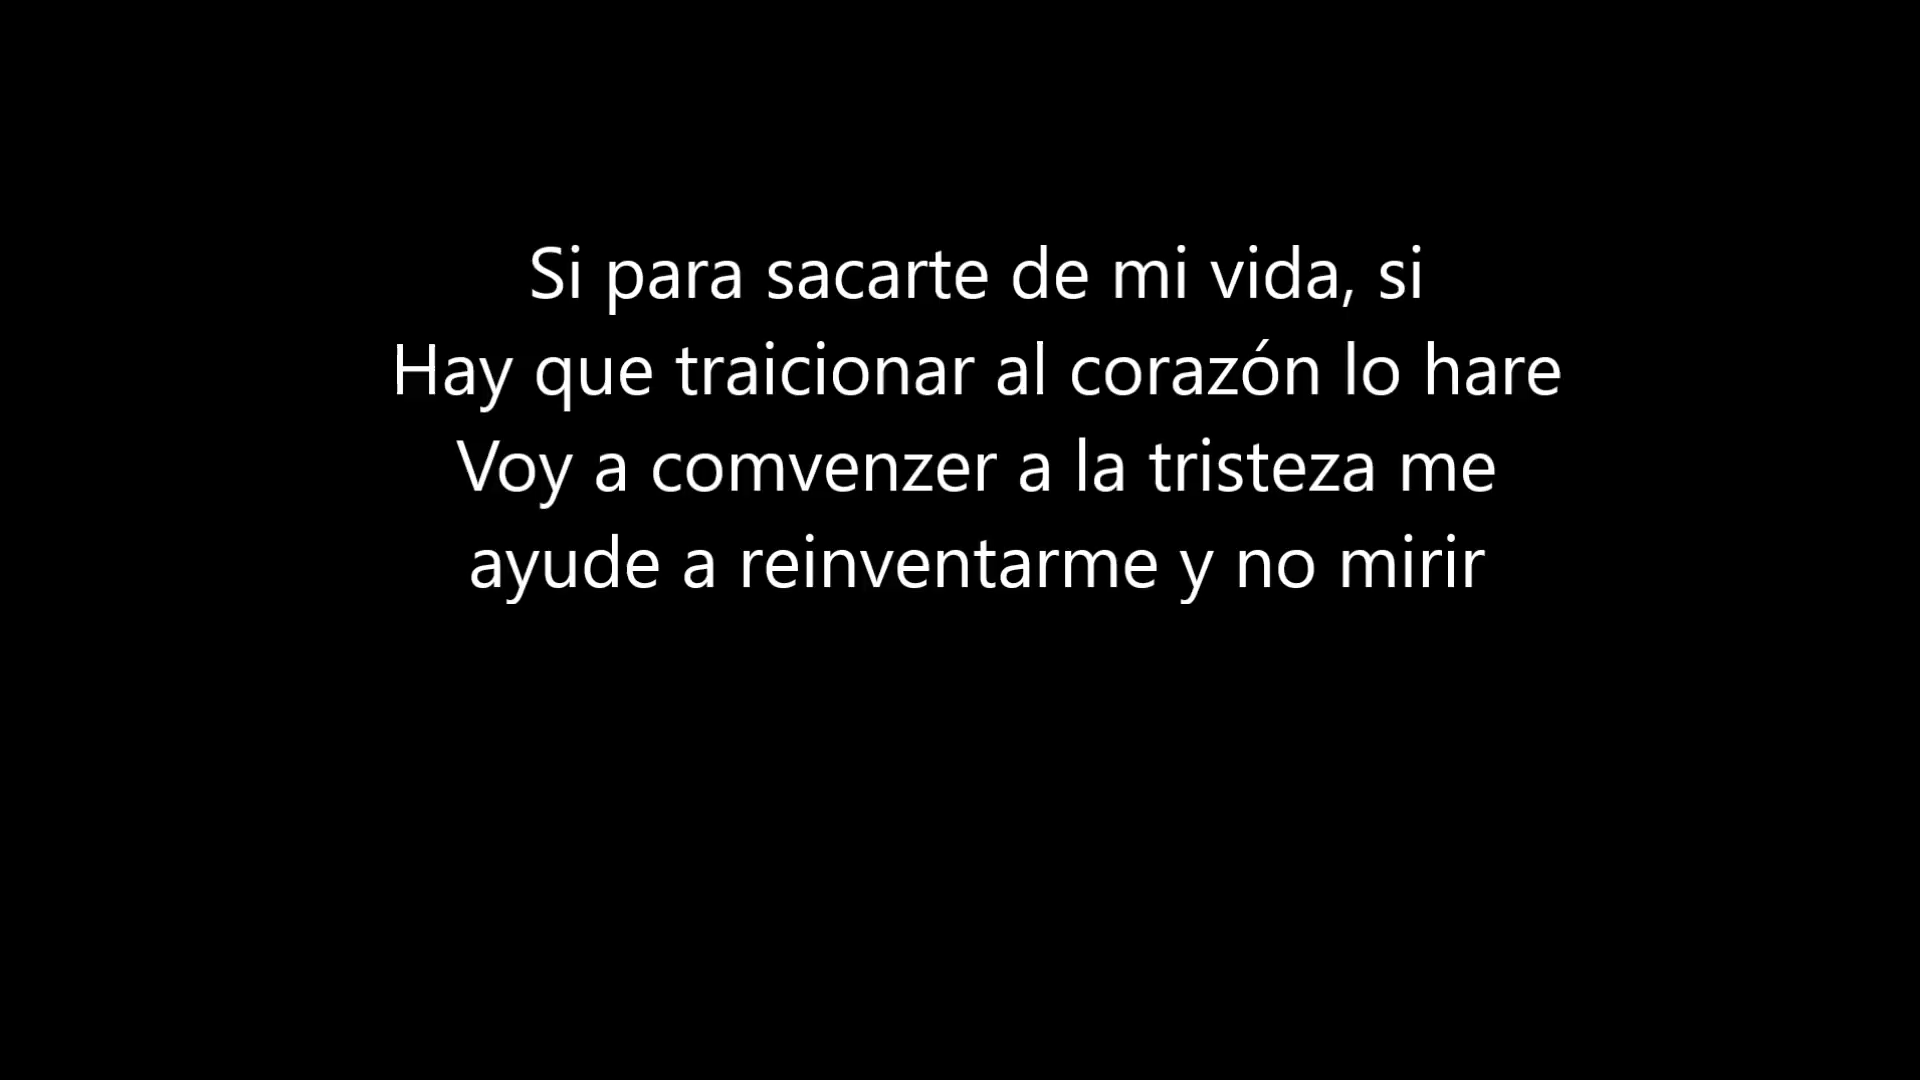 Si para sacarte de mi vida, si
Hay que traicionar al corazón lo hare
Voy a comvenzer a la tristeza me
ayude a reinventarme y no mirir